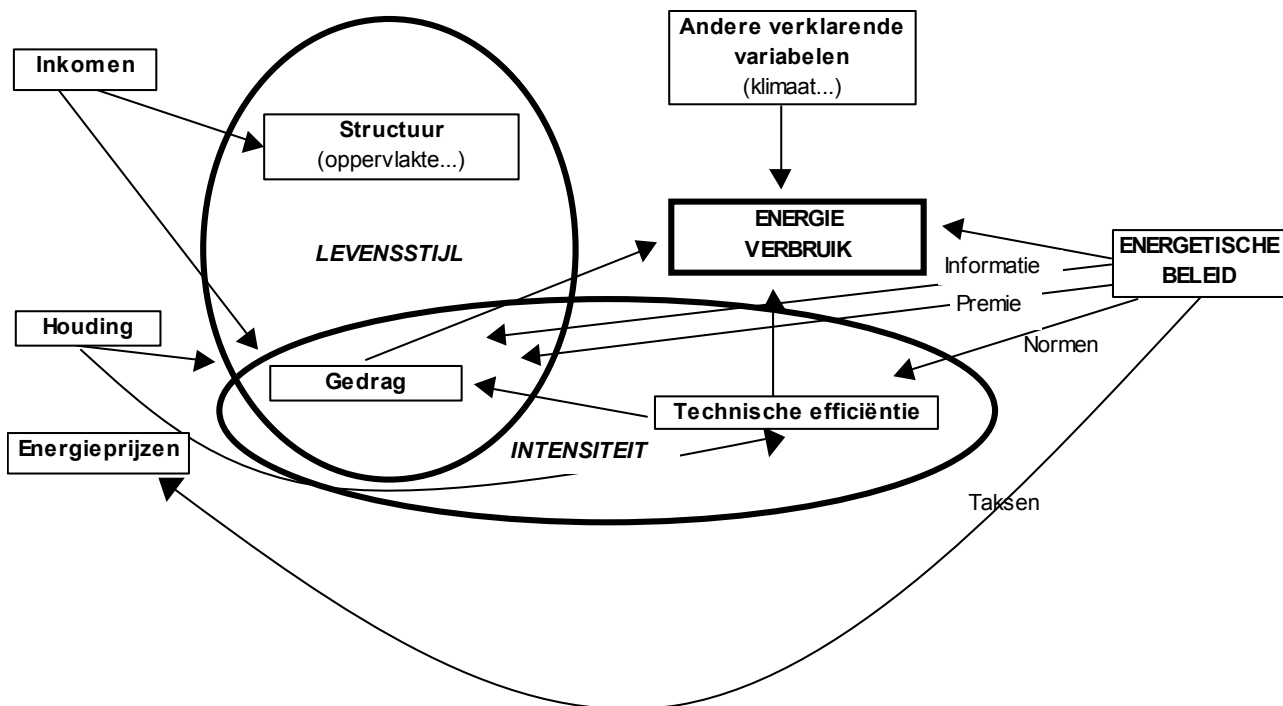 Andere verklarende
variabelen
(klimaat...)
Inkomen
Structuur
(oppervlakte...)
ENERGIE
VERBRUIK
ENERGETISCHE
BELEID
LEVENSSTIJL
Informatie
Premie
Houding
Normen
Gedrag
Technische efficiëntie
Energieprijzen
INTENSITEIT
Taksen